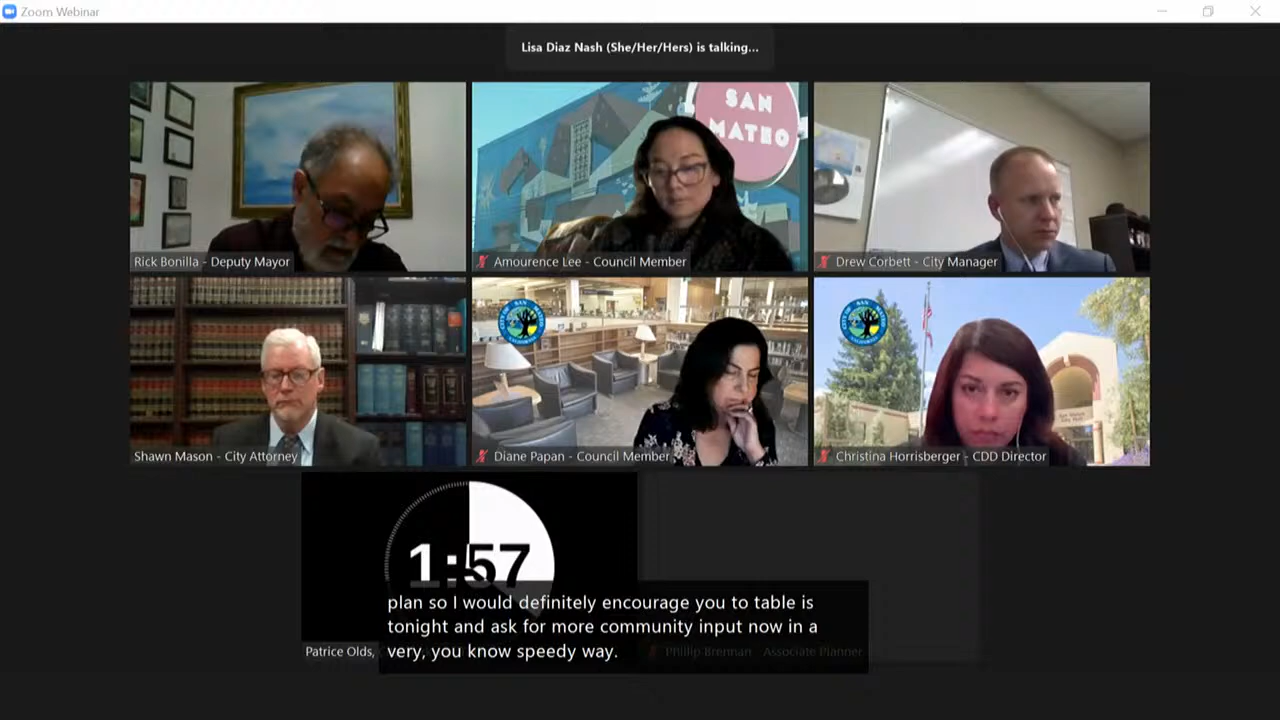 Zoom Webinar
Lisa Diaz Nash (She/Her/Hers) is talking...
SAN
MATEO
Rick Bonilla - Deputy Mayor
Amourence Lee - Council Member
Drew Corbett - City Manager
Shawn Mason - City Attorney
Diane Papan - Council Member
Christina Horrisberger - CDD Director
1:57
plan so I would definitely encourage you to table is
tonight and ask for more community input now in a
very, you know speedy way.
Patrice Olds,
Phillip Brennan - Associate Planner